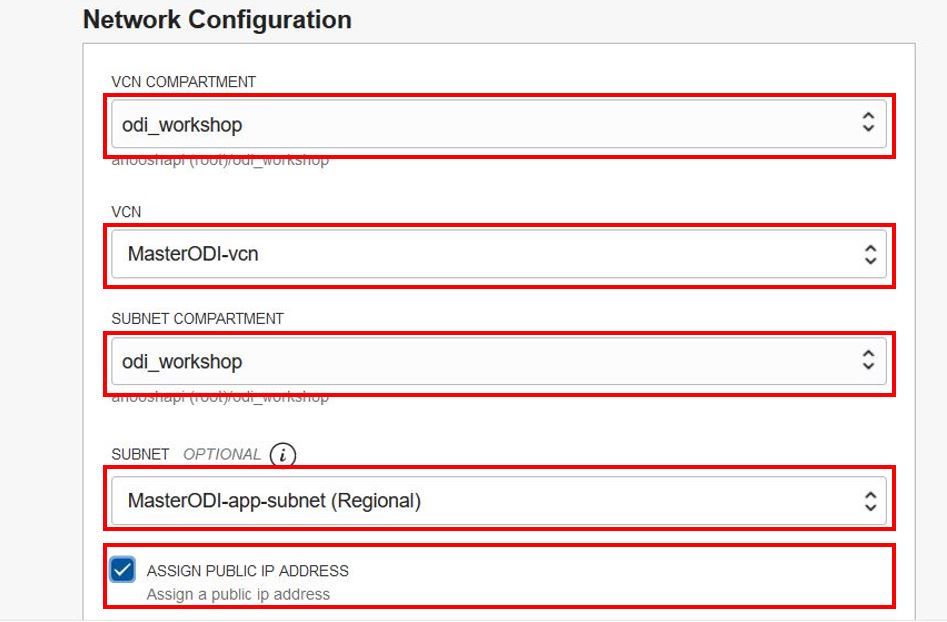 Network Configuration
VCN COMPARTMENT
odi_workshop
anooshapi (root)/odi_workshop
VCN
MasterODI-vcn
SUBNET COMPARTMENT
odi_workshop
anooshapi (root)/odi_workshop
SUBNET OPTIONAL i
MasterODI-app-subnet (Regional)
ASSIGN PUBLIC IP ADDRESS
Assign a public ip address